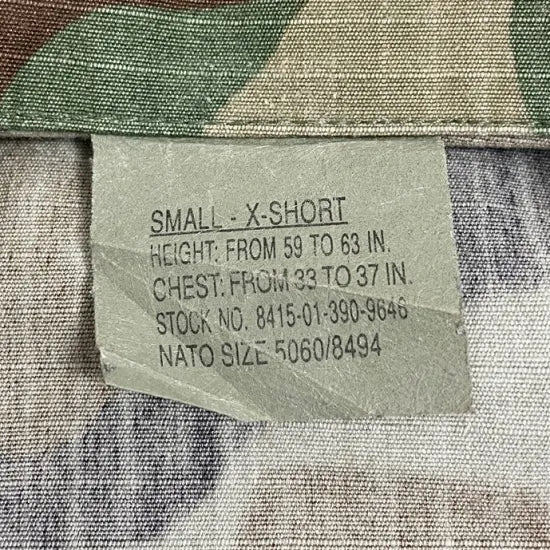 SMALL - X-SHORT
HEIGHT: FROM 59 TO 63 IN.
CHEST: FROM 33 TO 37 IN.
STOCK NO. 8415-01-390-9646
NATO SIZE 5060/8494